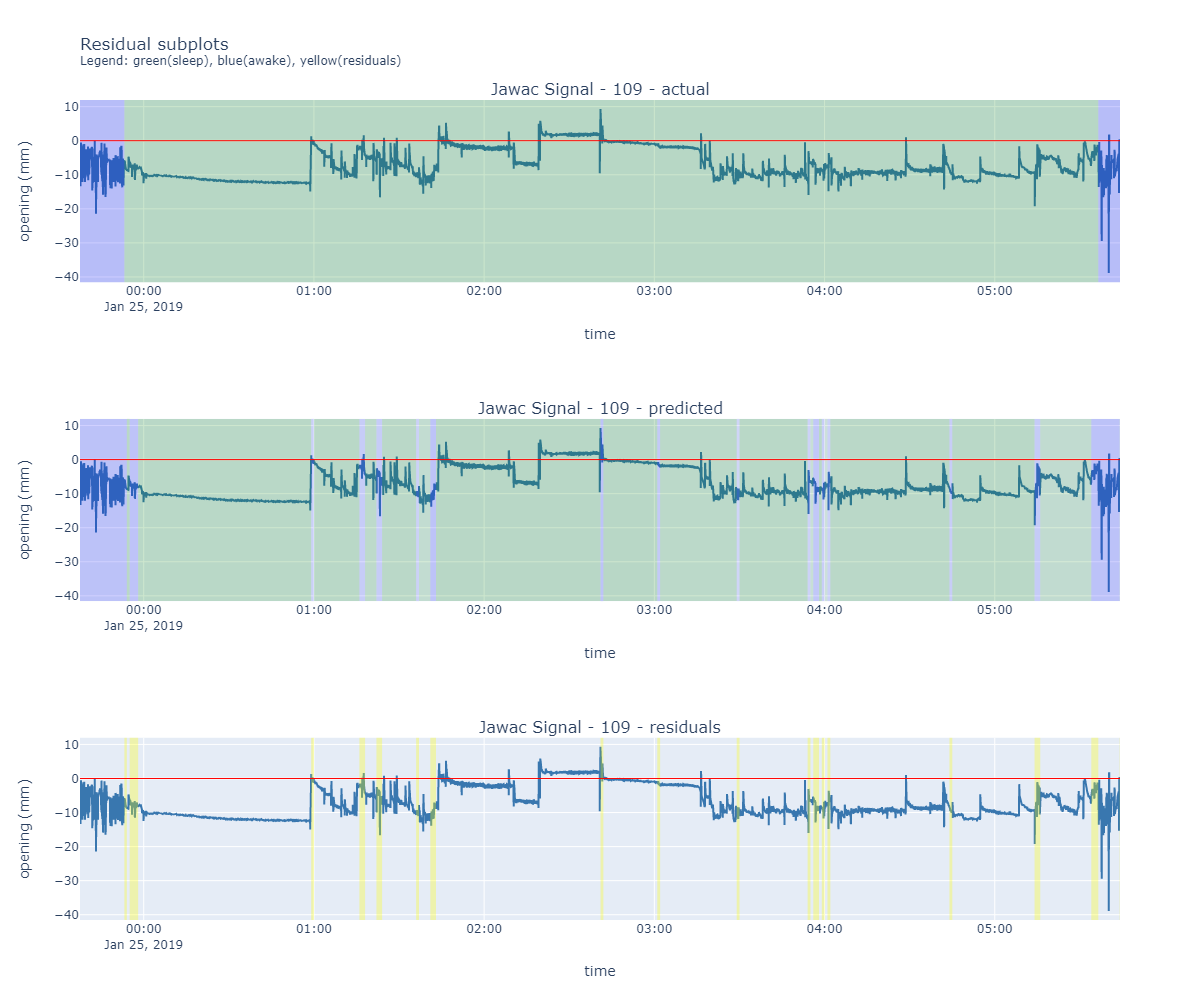 Residual subplots
Legend: green(sleep), blue(awake), yellow(residuals)
Jawac Signal - 109 - actual
opening (mm)
10
0
−10
−20
−30
−40
00:00
Jan 25, 2019
01:00
02:00
03:00
04:00
05:00
time
Jawac Signal - 109 - predicted
opening (mm)
10
0
−10
−20
−30
−40
00:00
Jan 25, 2019
01:00
02:00
03:00
04:00
05:00
time
Jawac Signal - 109 - residuals
opening (mm)
10
0
−10
−20
−30
−40
00:00
Jan 25, 2019
01:00
02:00
03:00
04:00
05:00
time